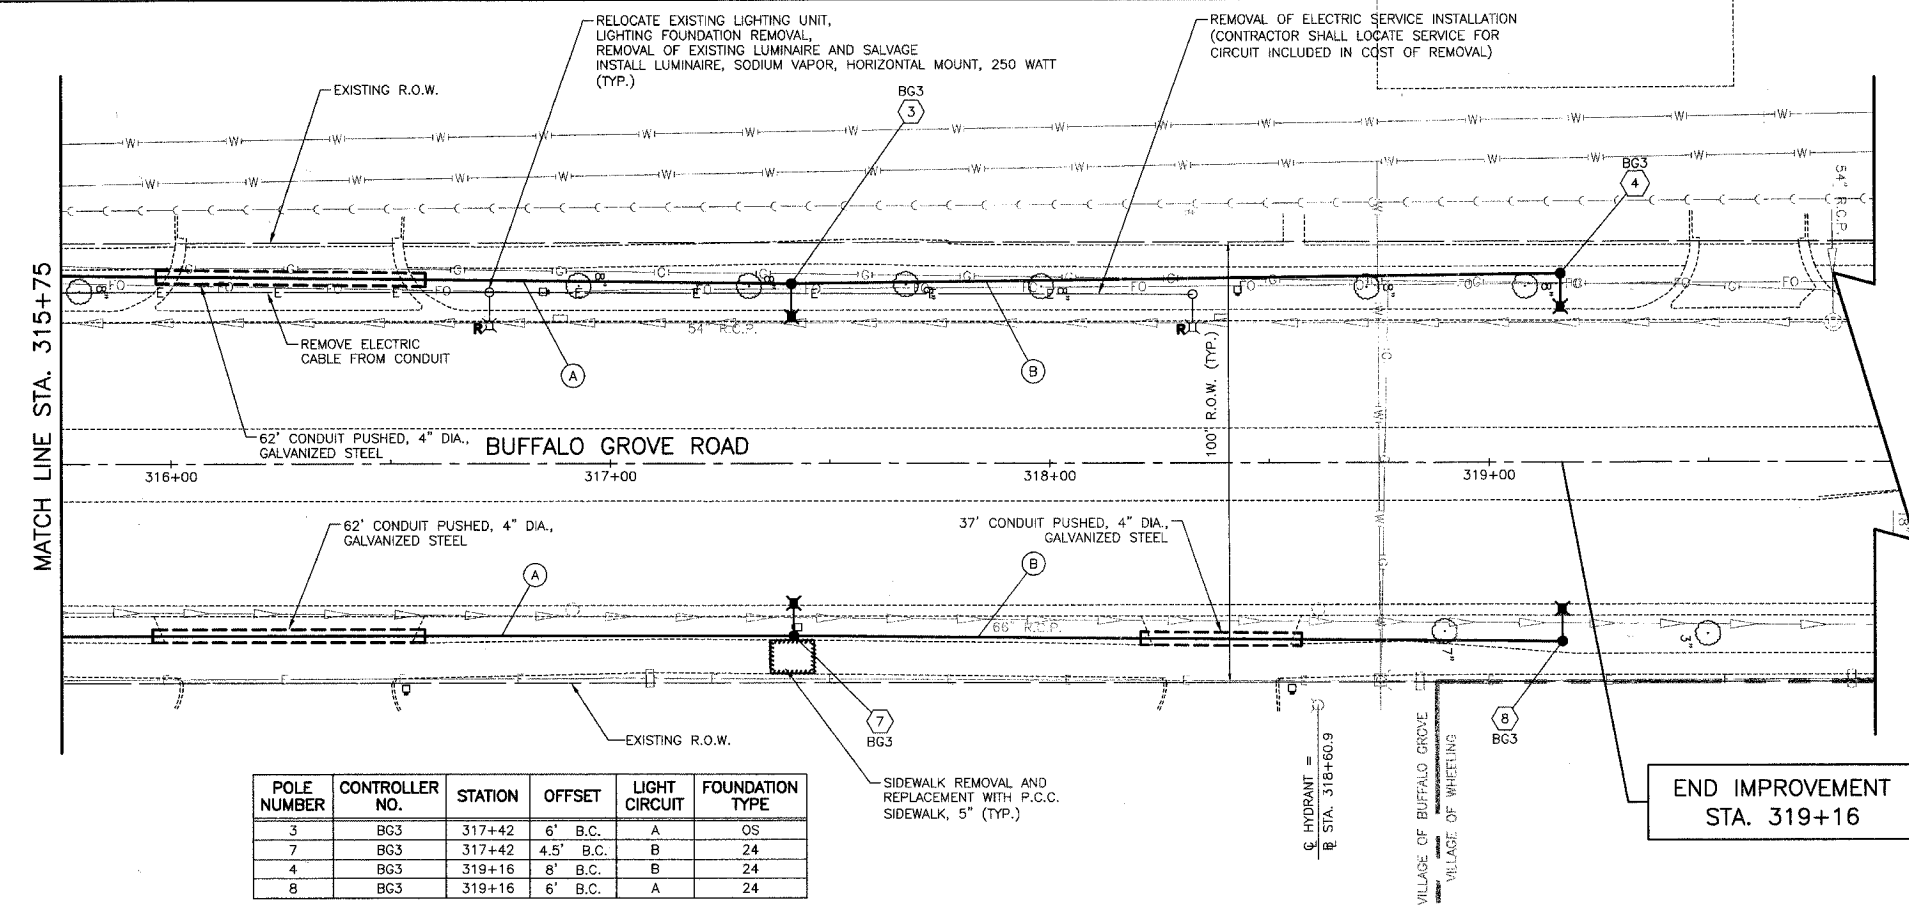 RELOCATE EXISTING LIGHTING UNIT,
LIGHTING FOUNDATION REMOVAL,
REMOVAL OF EXISTING LUMINAIRE AND SALVAGE
INSTALL LUMINAIRE, SODIUM VAPOR, HORIZONTAL MOUNT, 250 WATT
(TYP.)
REMOVAL OF ELECTRIC SERVICE INSTALLATION
(CONTRACTOR SHALL LOCATE SERVICE FOR
CIRCUIT INCLUDED IN COST OF REMOVAL)
EXISTING R.O.W.
BG3
3
BG3
4
54" R.C.P.
MATCH LINE STA. 315+75
54" R.C.P.
R
R
REMOVE ELECTRIC
CABLE FROM CONDUIT
A
B
100' R.O.W. (TYP.)
62' CONDUIT PUSHED, 4" DIA.,
GALVANIZED STEEL
BUFFALO GROVE ROAD
316+00
317+00
318+00
319+00
62' CONDUIT PUSHED, 4" DIA.,
GALVANIZED STEEL
37' CONDUIT PUSHED, 4" DIA.,
GALVANIZED STEEL
18"
A
B
66" R.C.P.
7"
3"
EXISTING R.O.W.
7
BG3
8
BG3
SIDEWALK REMOVAL AND
REPLACEMENT WITH P.C.C.
SIDEWALK, 5" (TYP.)
℄ HYDRANT =
STA. 318+60.9
VILLAGE OF BUFFALO GROVE
VILLAGE OF WHEELING
END IMPROVEMENT
STA. 319+16
POLE NUMBER CONTROLLER NO. STATION OFFSET LIGHT CIRCUIT FOUNDATION TYPE
3 BG3 317+42 6' B.C. A OS
7 BG3 317+42 4.5' B.C. B 24
4 BG3 319+16 8' B.C. B 24
8 BG3 319+16 6' B.C. A 24